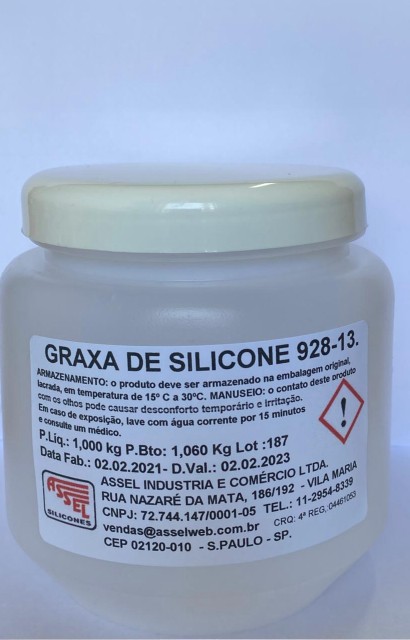 GRAXA DE SILICONE 928-13.
ARMAZENAMENTO: o produto deve ser armazenado na embalagem original,
lacrada, em temperatura de 15º C a 30ºC. MANUSEIO: o contato deste produto
com os olhos pode causar desconforto temporário e irritação.
Em caso de exposição, lave com água corrente por 15 minutos
e consulte um médico.
P.Liq.: 1,000 kg P.Bto: 1,060 Kg Lot :187
Data Fab.: 02.02.2021- D.Val.: 02.02.2023
ASSEL INDUSTRIA E COMÉRCIO LTDA.
RUA NAZARÉ DA MATA, 186/192 - VILA MARIA
CNPJ: 72.744.147/0001-05 TEL.: 11-2954-8339
vendas@asselweb.com.br CRQ: 4ª REG, 04461053
CEP 02120-010 - S.PAULO - SP.
ASSEL
SILICONES